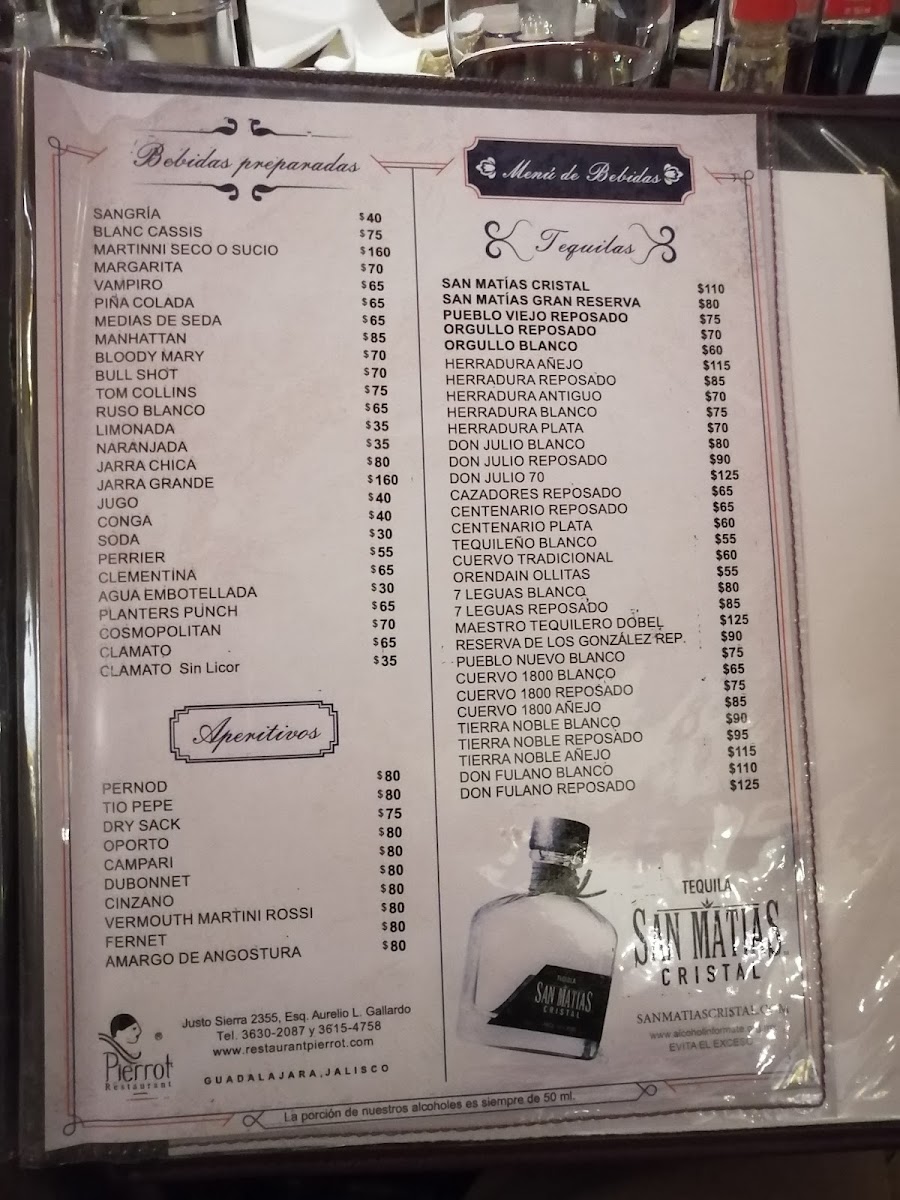 Bebidas preparadas
SANGRÍA $40
BLANC CASSIS $75
MARTINNI SECO O SUCIO $160
MARGARITA $70
VAMPIRO $65
PIÑA COLADA $65
MEDIAS DE SEDA $65
MANHATTAN $85
BLOODY MARY $70
BULL SHOT $70
TOM COLLINS $75
RUSO BLANCO $65
LIMONADA $35
NARANJADA $35
JARRA CHICA $80
JARRA GRANDE $160
JUGO $40
CONGA $40
SODA $30
PERRIER $55
CLEMENTINA $65
AGUA EMBOTELLADA $30
PLANTERS PUNCH $65
COSMOPOLITAN $70
CLAMATO $65
CLAMATO Sin Licor $35
Aperitivos
PERNOD $80
TIO PEPE $80
DRY SACK $75
OPORTO $80
CAMPARI $80
DUBONNET $80
CINZANO $80
VERMOUTH MARTINI ROSSI $80
FERNET $80
AMARGO DE ANGOSTURA $80
Pierrot ®
Restaurant
Justo Sierra 2355, Esq. Aurelio L. Gallardo
Tel. 3630-2087 y 3615-4758
www.restaurantpierrot.com
GUADALAJARA, JALISCO
Menú de Bebidas
Tequilas
SAN MATÍAS CRISTAL $110
SAN MATÍAS GRAN RESERVA $80
PUEBLO VIEJO REPOSADO $75
ORGULLO REPOSADO $70
ORGULLO BLANCO $60
HERRADURA AÑEJO $115
HERRADURA REPOSADO $85
HERRADURA ANTIGUO $70
HERRADURA BLANCO $75
HERRADURA PLATA $70
DON JULIO BLANCO $80
DON JULIO REPOSADO $90
DON JULIO 70 $125
CAZADORES REPOSADO $65
CENTENARIO REPOSADO $65
CENTENARIO PLATA $60
TEQUILEÑO BLANCO $55
CUERVO TRADICIONAL $60
ORENDAIN OLLITAS $55
7 LEGUAS BLANCO $80
7 LEGUAS REPOSADO $85
MAESTRO TEQUILERO DOBEL $125
RESERVA DE LOS GONZÁLEZ REP. $90
PUEBLO NUEVO BLANCO $75
CUERVO 1800 BLANCO $65
CUERVO 1800 REPOSADO $75
CUERVO 1800 AÑEJO $85
TIERRA NOBLE BLANCO $90
TIERRA NOBLE REPOSADO $95
TIERRA NOBLE AÑEJO $115
DON FULANO BLANCO $110
DON FULANO REPOSADO $125
TEQUILA
SAN MATIAS
CRISTAL
TEQUILA
SAN MATIAS
CRISTAL
EVITA EL EXCESO
La porción de nuestros alcoholes es siempre de 50 ml.